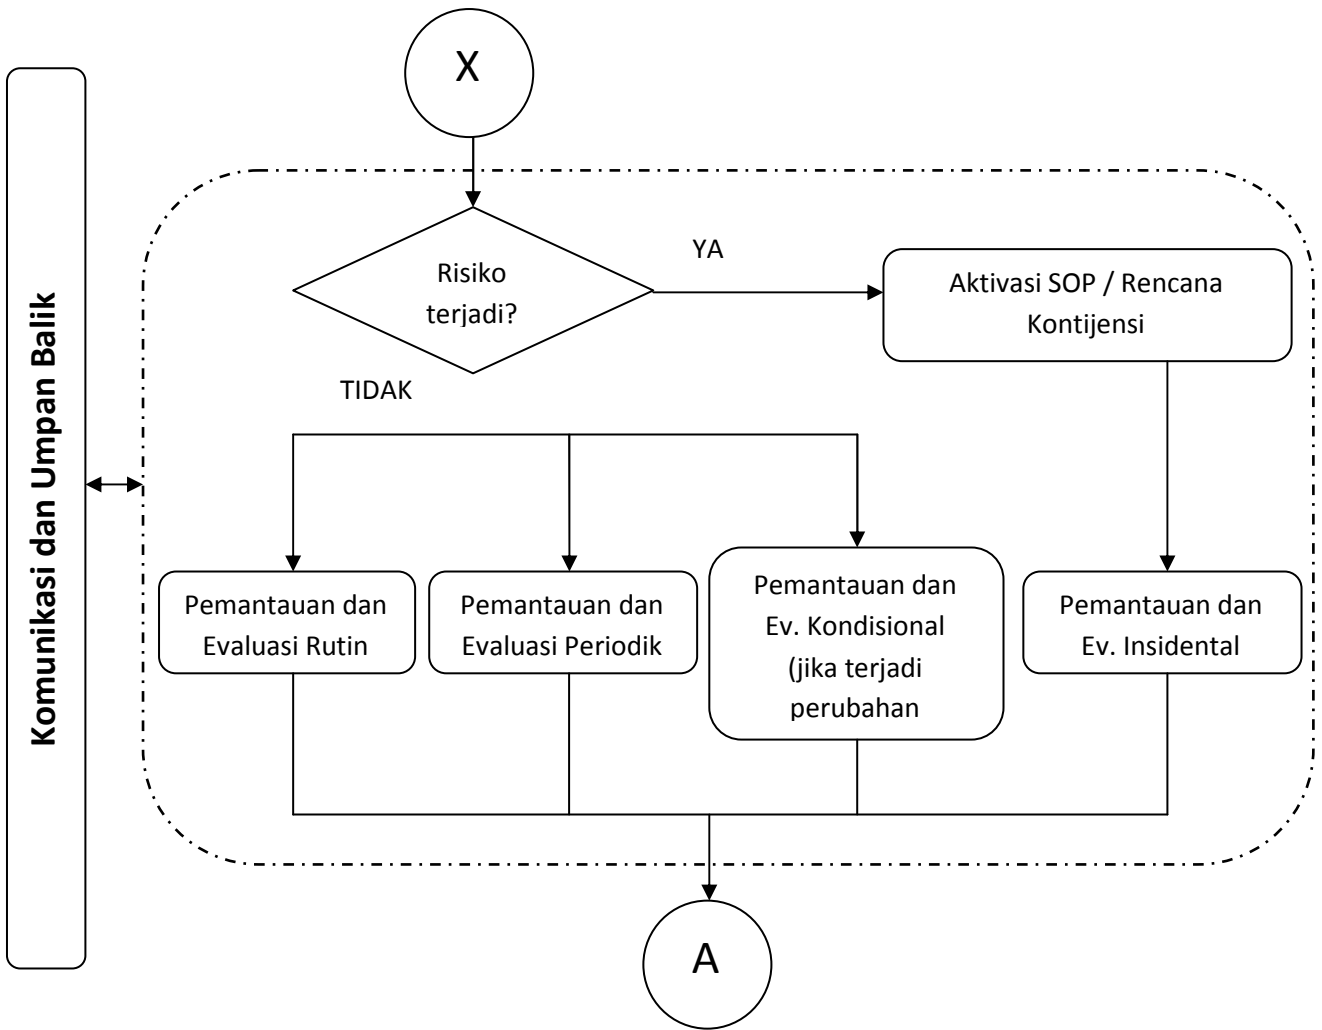 X
Komunikasi dan Umpan Balik
Risiko
terjadi?
YA
Aktivasi SOP / Rencana
Kontijensi
TIDAK
Pemantauan dan
Evaluasi Rutin
Pemantauan dan
Evaluasi Periodik
Pemantauan dan
Ev. Kondisional
(jika terjadi
perubahan
Pemantauan dan
Ev. Insidental
A